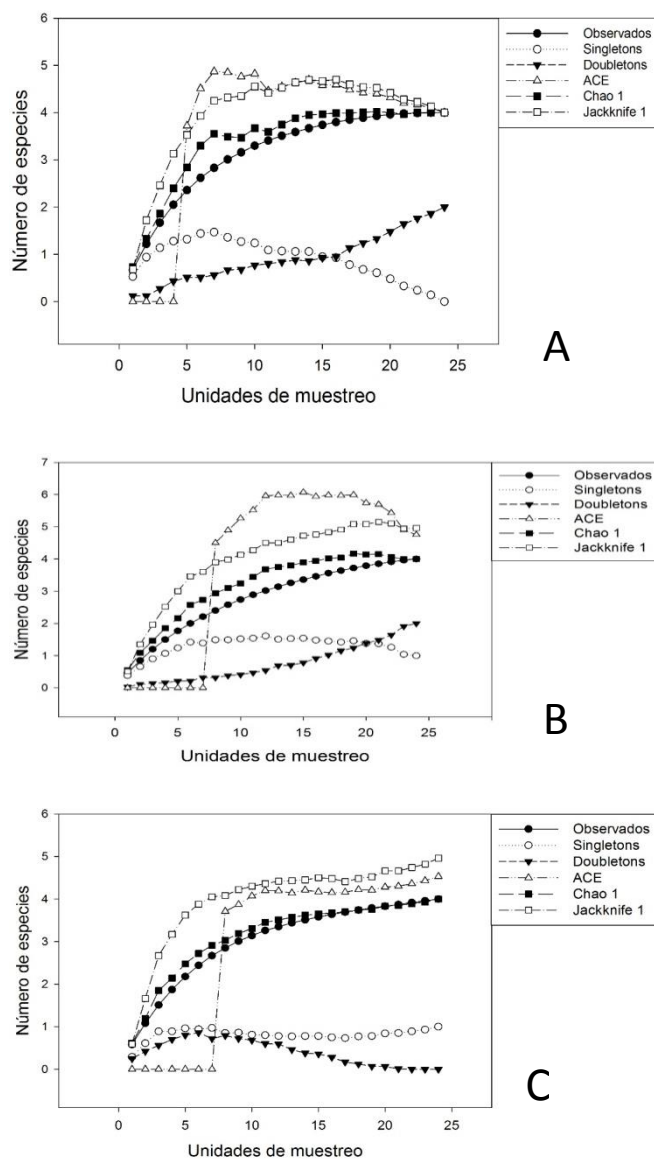 6
5
4
3
2
1
0
Número de especies
0 5 10 15 20 25
Unidades de muestreo
Observados
Singletons
Doubletons
ACE
Chao 1
Jackknife 1
A
7
6
5
4
3
2
1
0
Número de especies
0 5 10 15 20 25
Unidades de muestreo
Observados
Singletons
Doubletons
ACE
Chao 1
Jackknife 1
B
6
5
4
3
2
1
0
Número de especies
0 5 10 15 20 25
Unidades de muestreo
Observados
Singletons
Doubletons
ACE
Chao 1
Jackknife 1
C